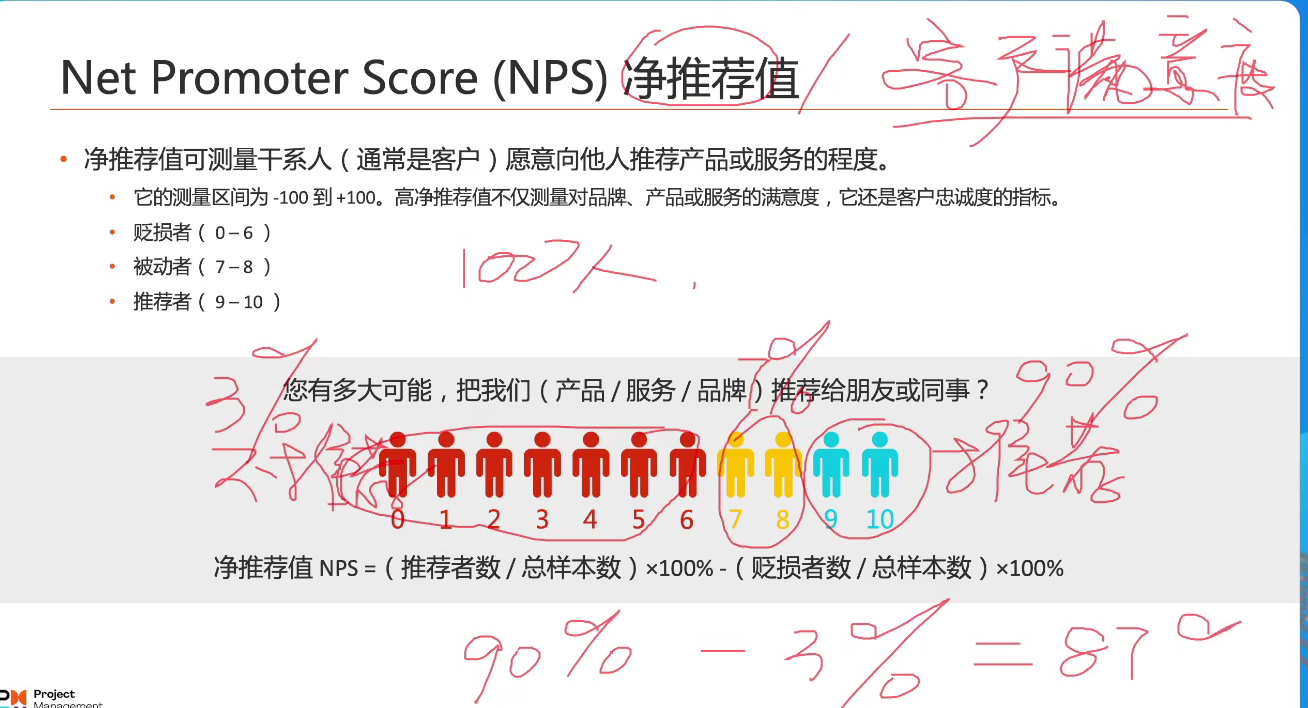 Net Promoter Score (NPS) 净推荐值 / 客户满意度
• 净推荐值可测量干系人（通常是客户）愿意向他人推荐产品或服务的程度。
• 它的测量区间为 -100 到 +100。高净推荐值不仅测量对品牌、产品或服务的满意度，它还是客户忠诚度的指标。
• 贬损者（ 0 – 6 ）
• 被动者（ 7 – 8 ）
• 推荐者（ 9 – 10 ）
100人
3%
%
90%
您有多大可能，把我们（产品 / 服务 / 品牌）推荐给朋友或同事？
不推荐
推荐
0 1 2 3 4 5 6 7 8 9 10
净推荐值 NPS =（ 推荐者数 / 总样本数 ）×100% -（ 贬损者数 / 总样本数 ）×100%
90% - 3% = 87
Project
Management